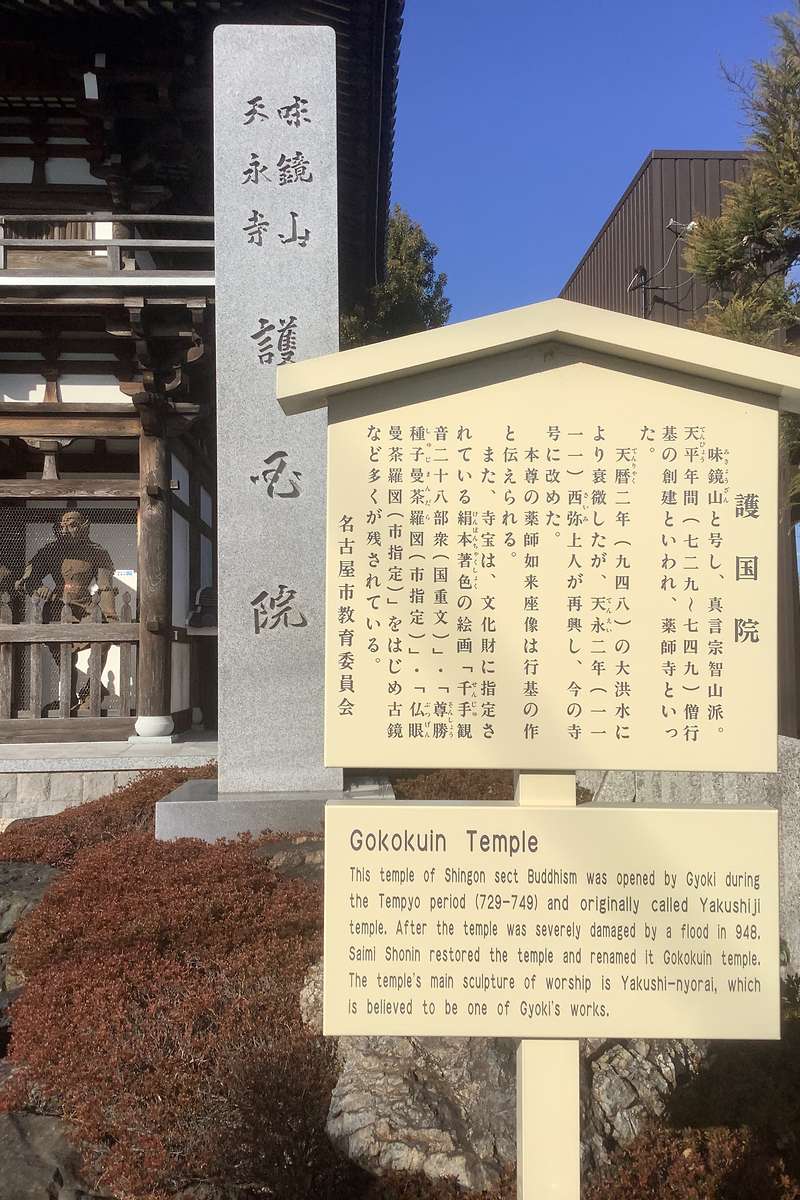 味鏡山
天永寺
護国院
護国院
味鏡山と号し、真言宗智山派。
天平年間（七二九〜七四九）僧行
基の創建といわれ、薬師寺といっ
た。
天暦二年（九四八）の大洪水に
より衰微したが、天永二年（一一
一一）西弥上人が再興し、今の寺
号に改めた。
本尊の薬師如来座像は行基の作
と伝えられる。
また、寺宝は、文化財に指定さ
れている絹本著色の絵画「千手観
音二十八部衆（国重文）」・「尊勝
種子曼荼羅図（市指定）」・「仏眼
曼荼羅図（市指定）」をはじめ古鏡
など多くが残されている。
名古屋市教育委員会
Gokokuin Temple
This temple of Shingon sect Buddhism was opened by Gyoki during
the Tempyo period (729-749) and originally called Yakushiji
temple. After the temple was severely damaged by a flood in 948,
Saimi Shonin restored the temple and renamed it Gokokuin temple.
The temple's main sculpture of worship is Yakushi-nyorai, which
is believed to be one of Gyoki's works.